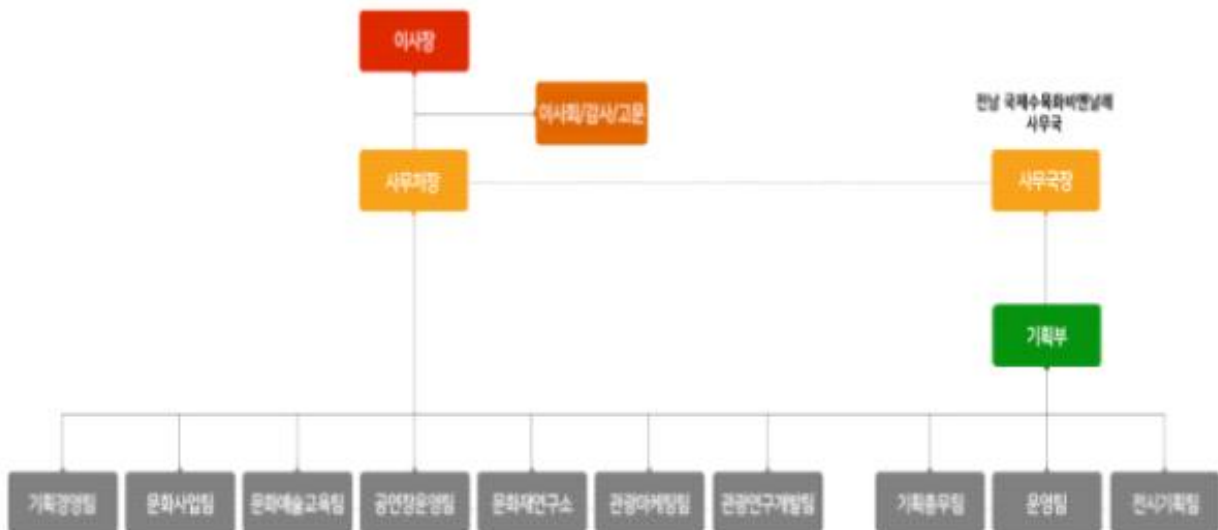 이사장
이사회/감사/고문
전남 국제수묵화비엔날레
사무국
사무처장
사무국장
기획부
기획경영팀
문화사업팀
문화예술교육팀
공연장운영팀
문화재연구소
관광마케팅팀
관광연구개발팀
기획총무팀
운영팀
전시기획팀